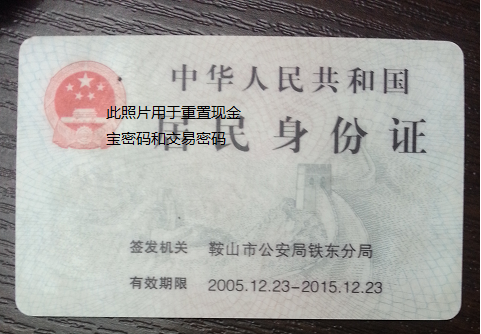 中华人民共和国
此照片用于重置现金
宝密码和交易密码
居民身份证
签发机关 鞍山市公安局铁东分局
有效期限 2005.12.23-2015.12.23